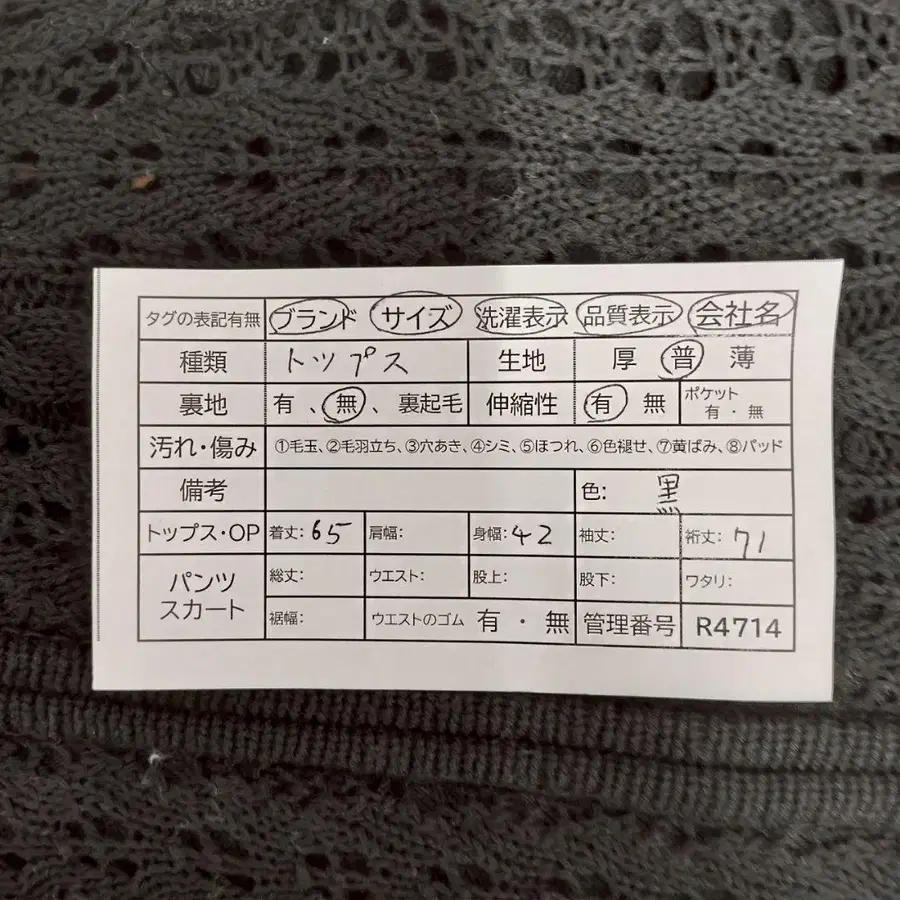 タグの表記有無 ブランド サイズ 洗濯表示 品質表示 会社名
種類 トップス 生地 厚 普 薄
裏地 有 、無 、裏起毛 伸縮性 有 無 ポケット 有・無
汚れ・傷み ①毛玉、②毛羽立ち、③穴あき、④シミ、⑤ほつれ、⑥色褪せ、⑦黄ばみ、⑧パッド
備考 色: 黒
トップス・OP 着丈: 65 肩幅: 身幅: 42 袖丈: 裄丈: 71
パンツ スカート 総丈: ウエスト: 股上: 股下: ワタリ:
裾幅: ウエストのゴム 有 ・ 無 管理番号 R4714